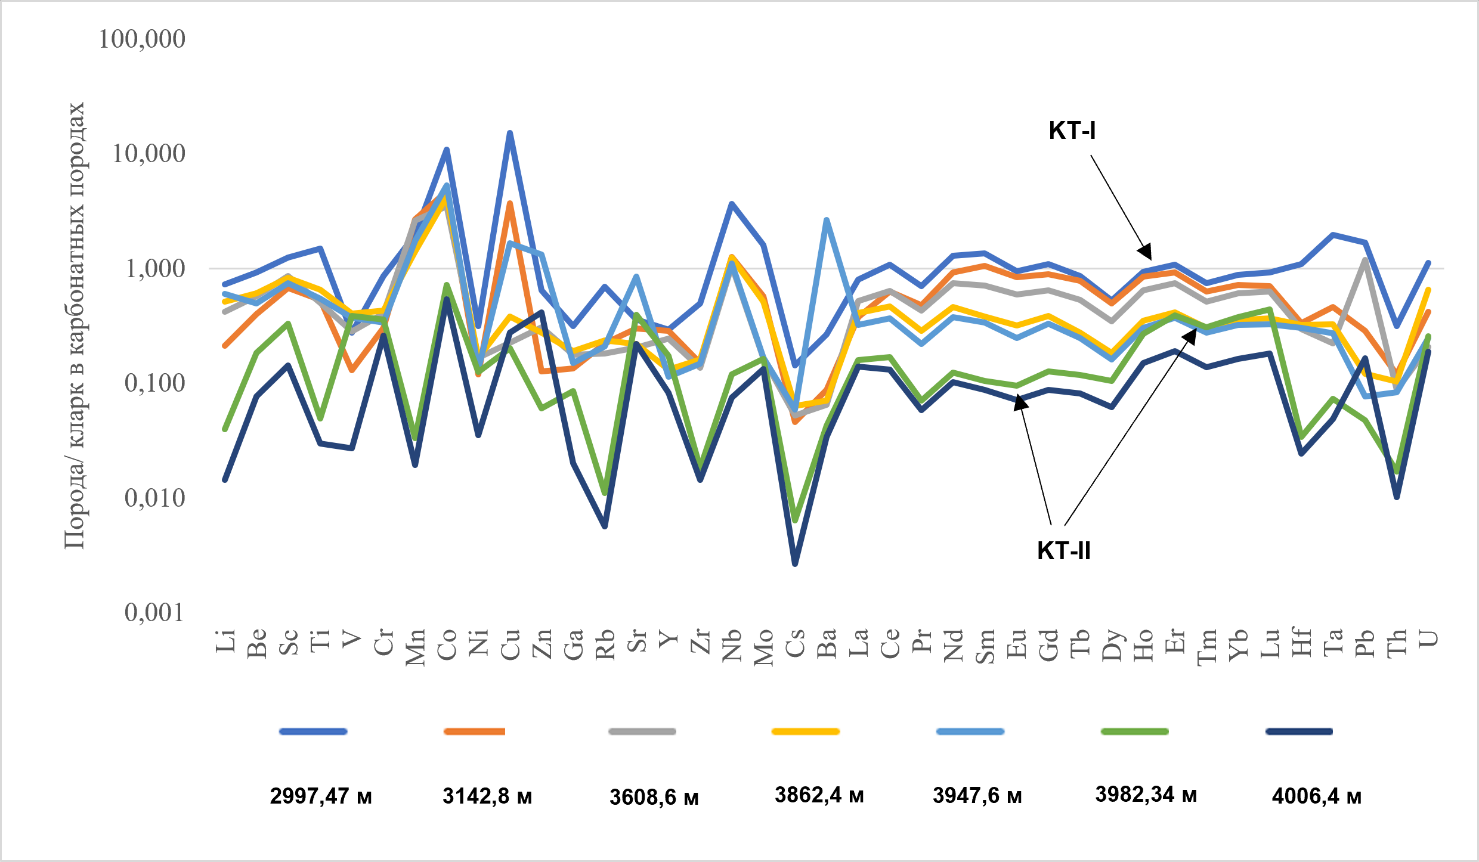 Порода/ кларк в карбонатных породах
100,000
10,000
1,000
0,100
0,010
0,001
KT-I
KT-II
Li Be Sc Ti V Cr Mn Co Ni Cu Zn Ga Rb Sr Y Zr Nb Mo Cs Ba La Ce Pr Nd Sm Eu Gd Tb Dy Ho Er Tm Yb Lu Hf Ta Pb Th U
2997,47 м 3142,8 м 3608,6 м 3862,4 м 3947,6 м 3982,34 м 4006,4 м